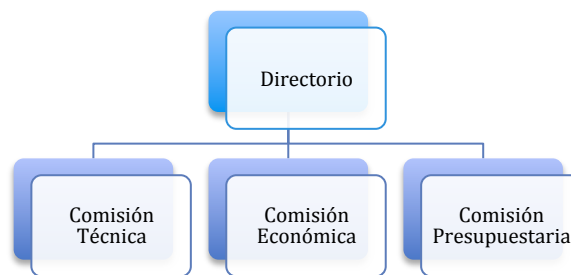 Directorio
Comisión
Técnica
Comisión
Económica
Comisión
Presupuestaria